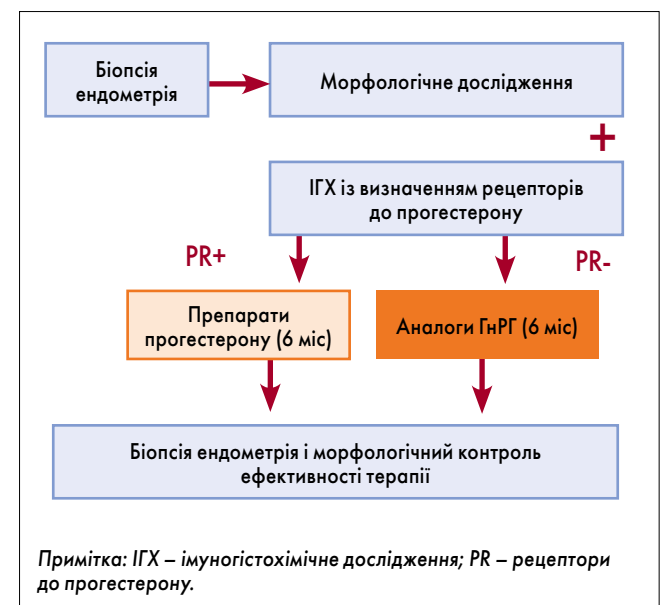 Біопсія
ендометрія
Морфологічне дослідження
+
ІГХ із визначенням рецепторів
до прогестерону
PR+
PR-
Препарати
прогестерону (6 міс)
Аналоги ГнРГ (6 міс)
Біопсія ендометрія і морфологічний контроль
ефективності терапії
Примітка: ІГХ – імуногістохімічне дослідження; PR – рецептори
до прогестерону.